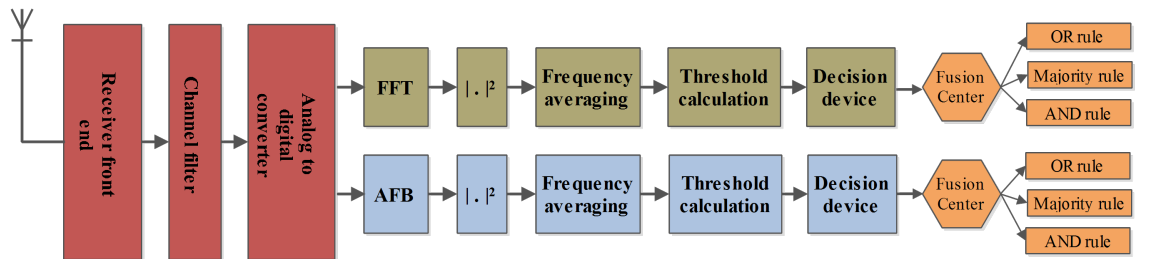 Receiver front
end
Channel filter
Analog to
digital
converter
FFT
| . |²
Frequency
averaging
Threshold
calculation
Decision
device
Fusion
Center
OR rule
Majority rule
AND rule
AFB
| . |²
Frequency
averaging
Threshold
calculation
Decision
device
Fusion
Center
OR rule
Majority rule
AND rule